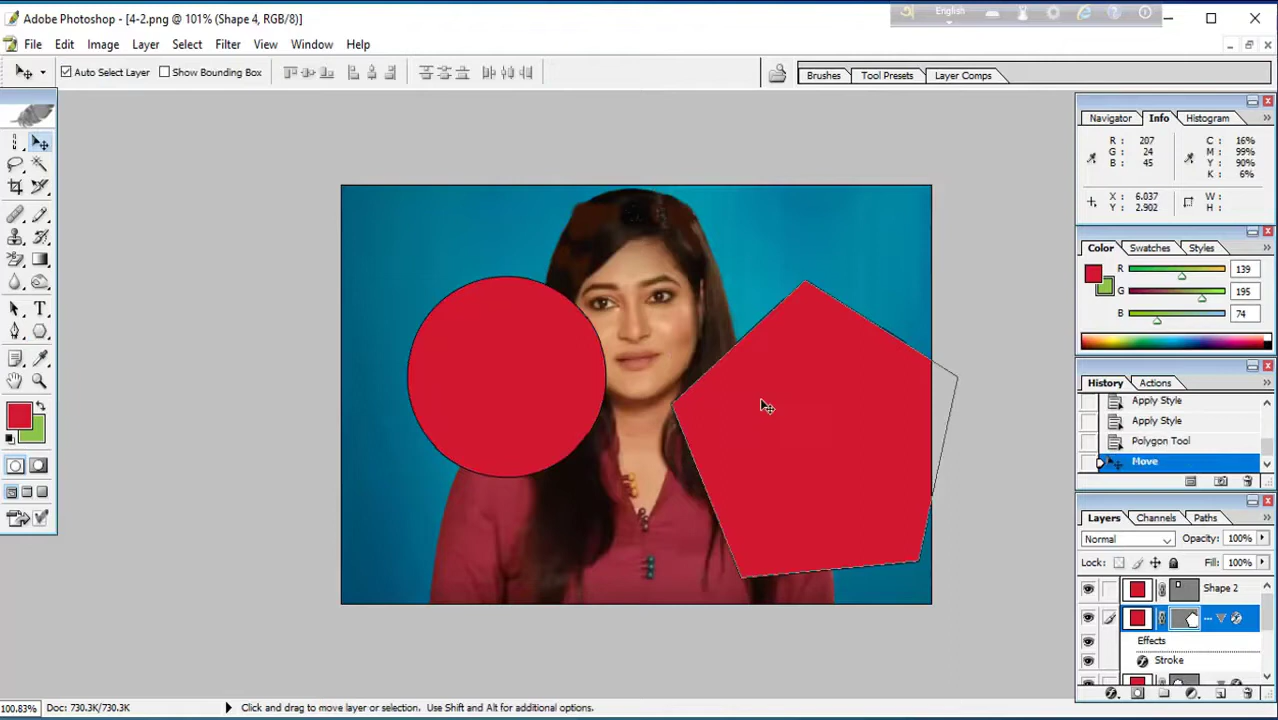 Adobe Photoshop - [4-2.png @ 101% (Shape 4, RGB/8)]
English
File Edit Image Layer Select Filter View Window Help
Auto Select Layer Show Bounding Box
Brushes Tool Presets Layer Comps
Navigator Info Histogram
R : 207 C : 16%
G : 24 M : 99%
B : 45 Y : 90%
K : 6%
X : 6.037 W :
Y : 2.902 H :
Color Swatches Styles
R 139
G 195
B 74
History Actions
Apply Style
Apply Style
Polygon Tool
Move
Layers Channels Paths
Normal Opacity: 100%
Lock: Fill: 100%
Shape 2
...
Effects
Stroke
100.83% Doc: 730.3K/730.3K Click and drag to move layer or selection. Use Shift and Alt for additional options.